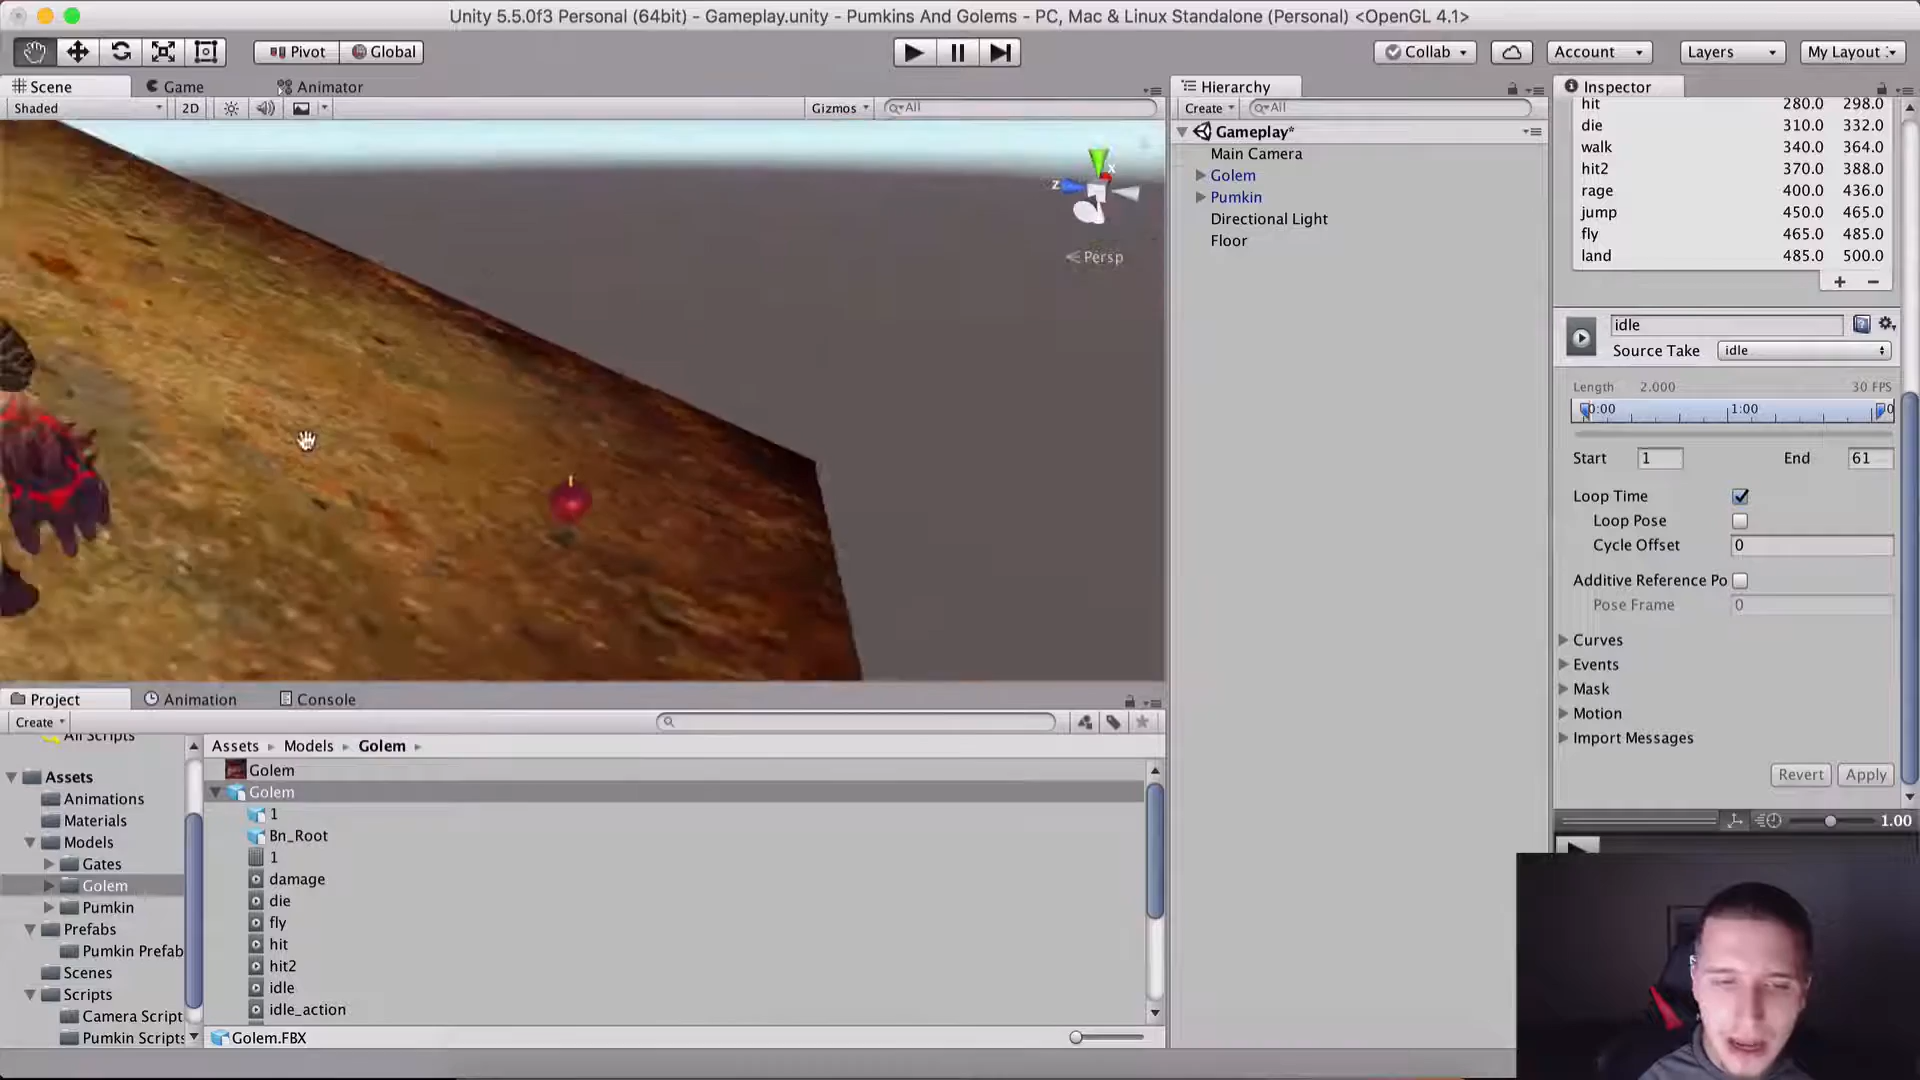 Unity 5.5.0f3 Personal (64bit) - Gameplay.unity - Pumkins And Golems - PC, Mac & Linux Standalone (Personal) <OpenGL 4.1>
Pivot Global Collab Account Layers My Layout
Scene Game Animator Hierarchy Inspector
Shaded 2D Gizmos All Create All
hit 280.0 298.0
die 310.0 332.0
walk 340.0 364.0
hit2 370.0 388.0
rage 400.0 436.0
jump 450.0 465.0
fly 465.0 485.0
land 485.0 500.0
Gameplay*
Main Camera
Golem
Pumkin
Directional Light
Floor
x
z
Persp
idle
Source Take idle
Length 2.000 30 FPS
0:00 1:00 0
Start 1 End 61
Loop Time
Loop Pose
Cycle Offset 0
Additive Reference Po
Pose Frame 0
Curves
Events
Mask
Motion
Import Messages
Revert Apply
1.00
Project Animation Console
Create
All Scripts
Assets
Animations
Materials
Models
Gates
Golem
Pumkin
Prefabs
Pumkin Prefab
Scenes
Scripts
Camera Script
Pumkin Scripts
Assets Models Golem
Golem
Golem
1
Bn_Root
1
damage
die
fly
hit
hit2
idle
idle_action
Golem.FBX